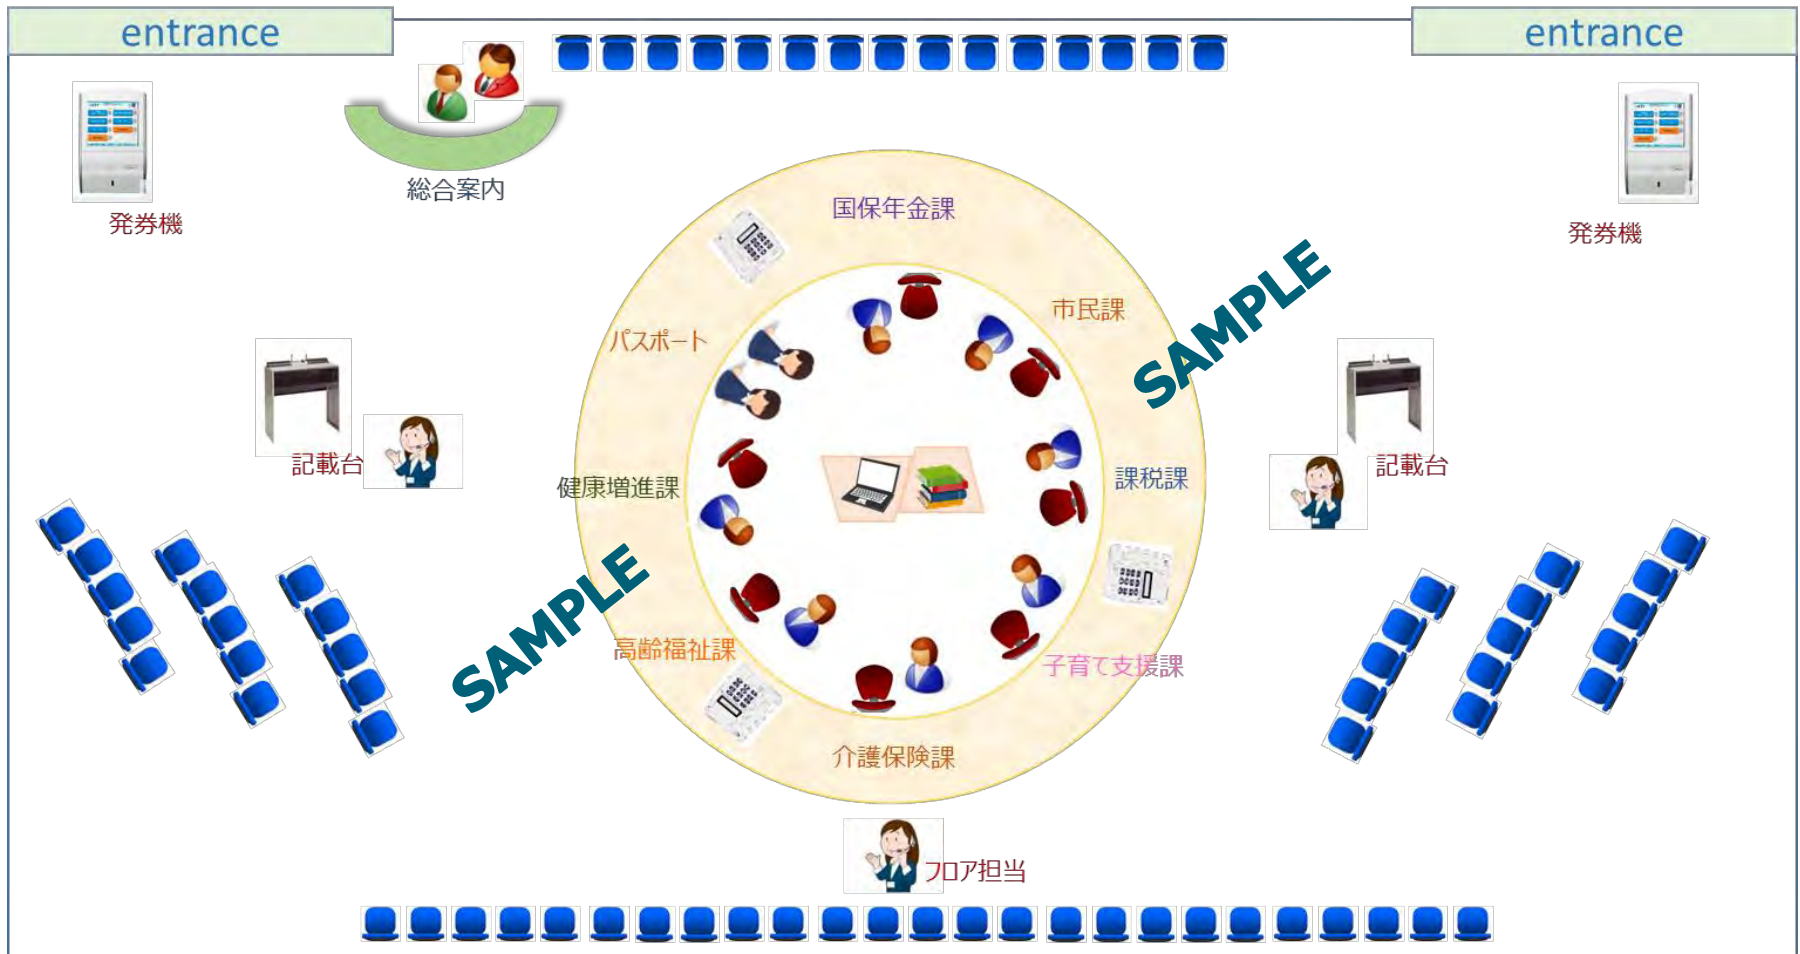 entrance
entrance
総合案内
発券機
発券機
国保年金課
市民課
パスポート
SAMPLE
記載台
記載台
健康増進課
課税課
SAMPLE
高齢福祉課
子育て支援課
介護保険課
フロア担当